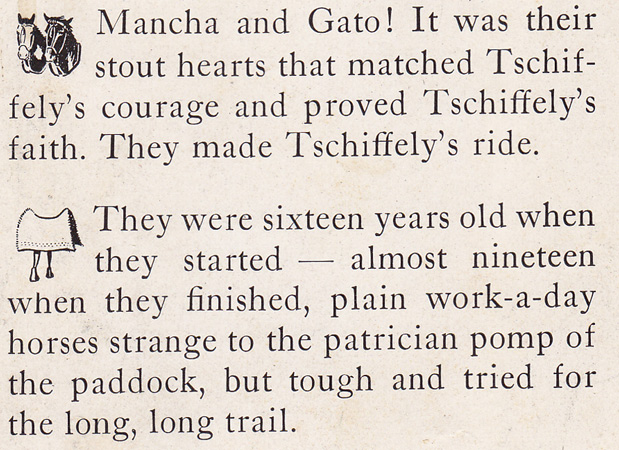 Mancha and Gato! It was their
stout hearts that matched Tschif-
fely's courage and proved Tschiffely's
faith. They made Tschiffely's ride.
They were sixteen years old when
they started — almost nineteen
when they finished, plain work-a-day
horses strange to the patrician pomp of
the paddock, but tough and tried for
the long, long trail.